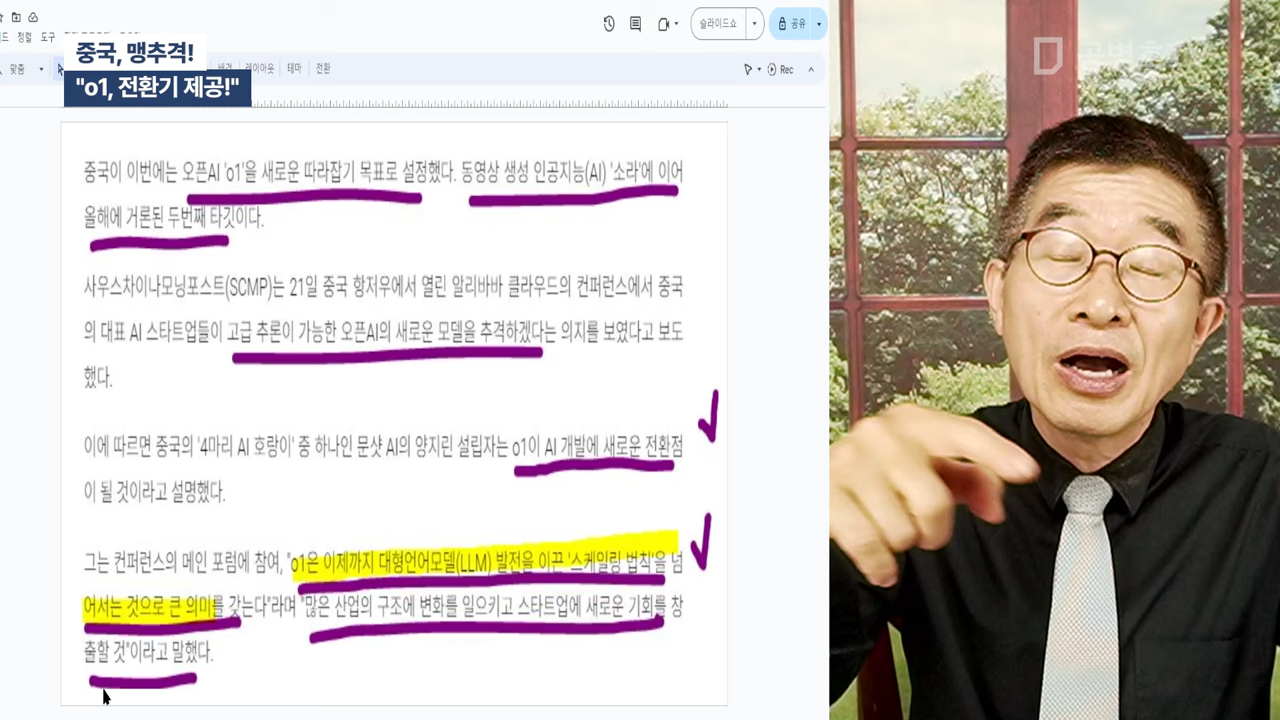 슬라이드쇼
공유
정렬 도구
중국, 맹추격!
"o1, 전환기 제공!"
맞춤
배경 레이아웃 테마 전환
Rec
중국이 이번에는 오픈AI 'o1'을 새로운 따라잡기 목표로 설정했다. 동영상 생성 인공지능(AI) '소라'에 이어
올해에 거론된 두번째 타깃이다.
사우스차이나모닝포스트(SCMP)는 21일 중국 항저우에서 열린 알리바바 클라우드의 컨퍼런스에서 중국
의 대표 AI 스타트업들이 고급 추론이 가능한 오픈AI의 새로운 모델을 추격하겠다는 의지를 보였다고 보도
했다.
이에 따르면 중국의 '4마리 AI 호랑이' 중 하나인 문샷 AI의 양지린 설립자는 o1이 AI 개발에 새로운 전환점
이 될 것이라고 설명했다.
그는 컨퍼런스의 메인 포럼에 참여, "o1은 이제까지 대형언어모델(LLM) 발전을 이끈 '스케일링 법칙'을 넘
어서는 것으로 큰 의미를 갖는다"라며 "많은 산업의 구조에 변화를 일으키고 스타트업에 새로운 기회를 창
출할 것"이라고 말했다.